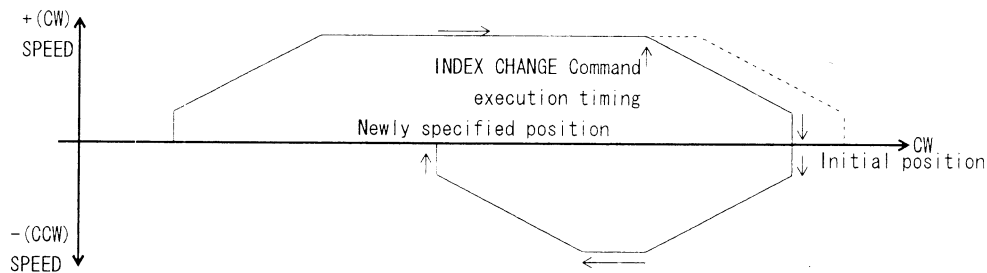 +(CW)
SPEED
INDEX CHANGE Command
execution timing
Newly specified position
CW
Initial position
-(CCW)
SPEED